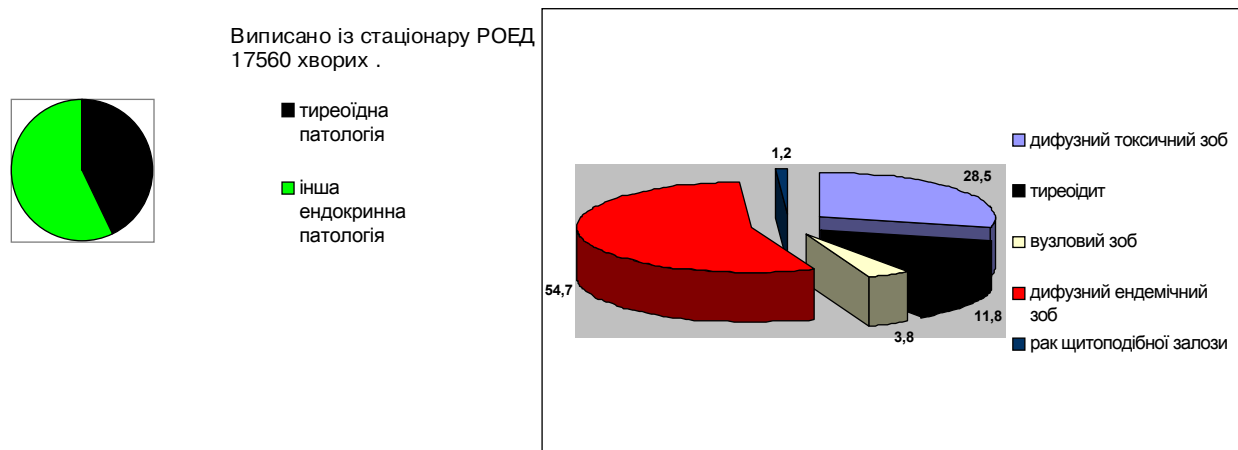 Виписано із стаціонару РОЕД
17560 хворих .
тиреоїдна
патологія
інша
ендокринна
патологія
1,2
28,5
54,7
11,8
3,8
дифузний токсичний зоб
тиреоідит
вузловий зоб
дифузний ендемічний
зоб
рак щитоподібної залози